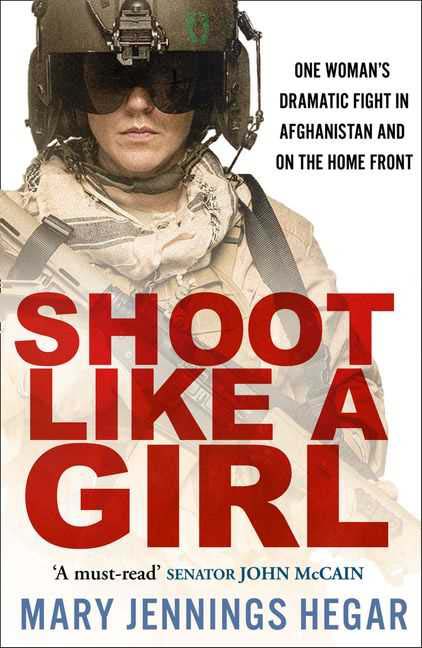 ONE WOMAN'S
DRAMATIC FIGHT IN
AFGHANISTAN AND
ON THE HOME FRONT
SHOOT
LIKE A
GIRL
‘A must-read’ SENATOR JOHN McCAIN
MARY JENNINGS HEGAR